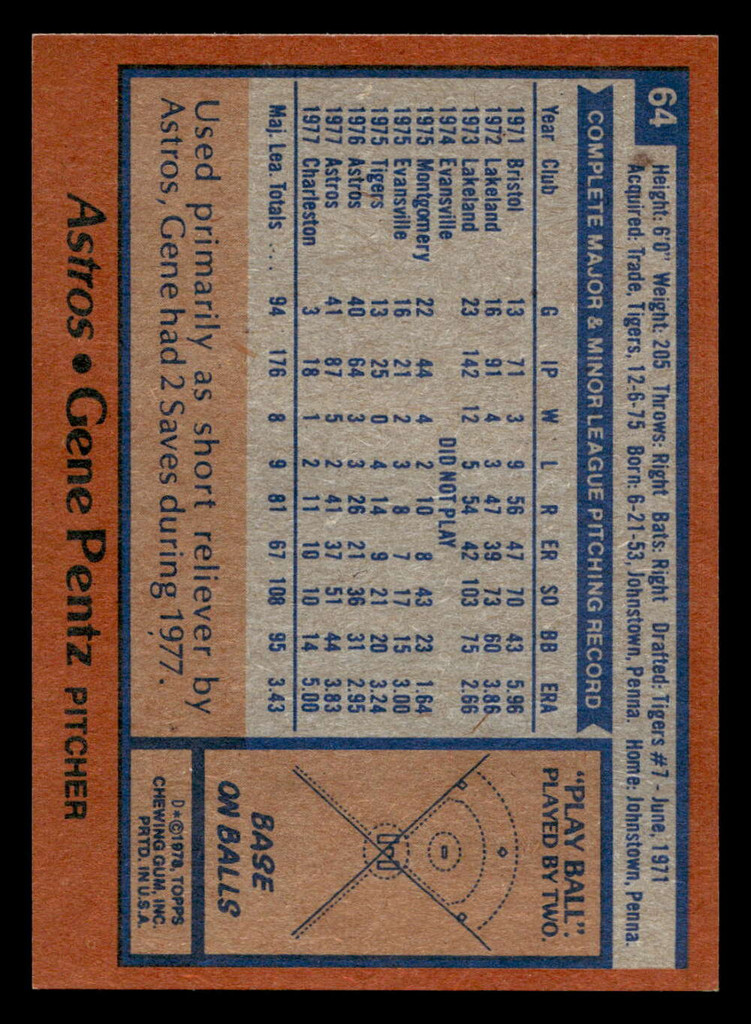 64
Height: 6'0" Weight: 205 Throws: Right Bats: Right Drafted: Tigers #7 - June, 1971
Acquired: Trade, Tigers, 12-6-75 Born: 6-21-53, Johnstown, Penna. Home: Johnstown, Penna.
COMPLETE MAJOR & MINOR LEAGUE PITCHING RECORD
Year Club G IP W L R ER SO BB ERA
1971 Bristol 13 71 3 9 56 47 70 43 5.96
1972 Lakeland 16 91 4 3 47 39 73 60 3.86
1973 Lakeland 23 142 12 5 54 42 103 75 2.66
1974 Evansville DID NOT PLAY
1975 Montgomery 22 44 4 2 10 8 43 23 1.64
1975 Evansville 16 21 2 3 8 7 17 15 3.00
1975 Tigers 13 25 0 4 14 9 21 20 3.24
1976 Astros 40 64 3 3 26 21 36 31 2.95
1977 Astros 41 87 5 2 41 37 51 44 3.83
1977 Charleston 3 18 1 2 11 10 10 14 5.00
Maj. Lea. Totals ... 94 176 8 9 81 67 108 95 3.43
Used primarily as short reliever by
Astros, Gene had 2 Saves during 1977.
"PLAY BALL".
PLAYED BY TWO.
BASE
ON BALLS
D*©1978, TOPPS
CHEWING GUM, INC.
PRTD. IN U.S.A.
Astros • Gene Pentz PITCHER